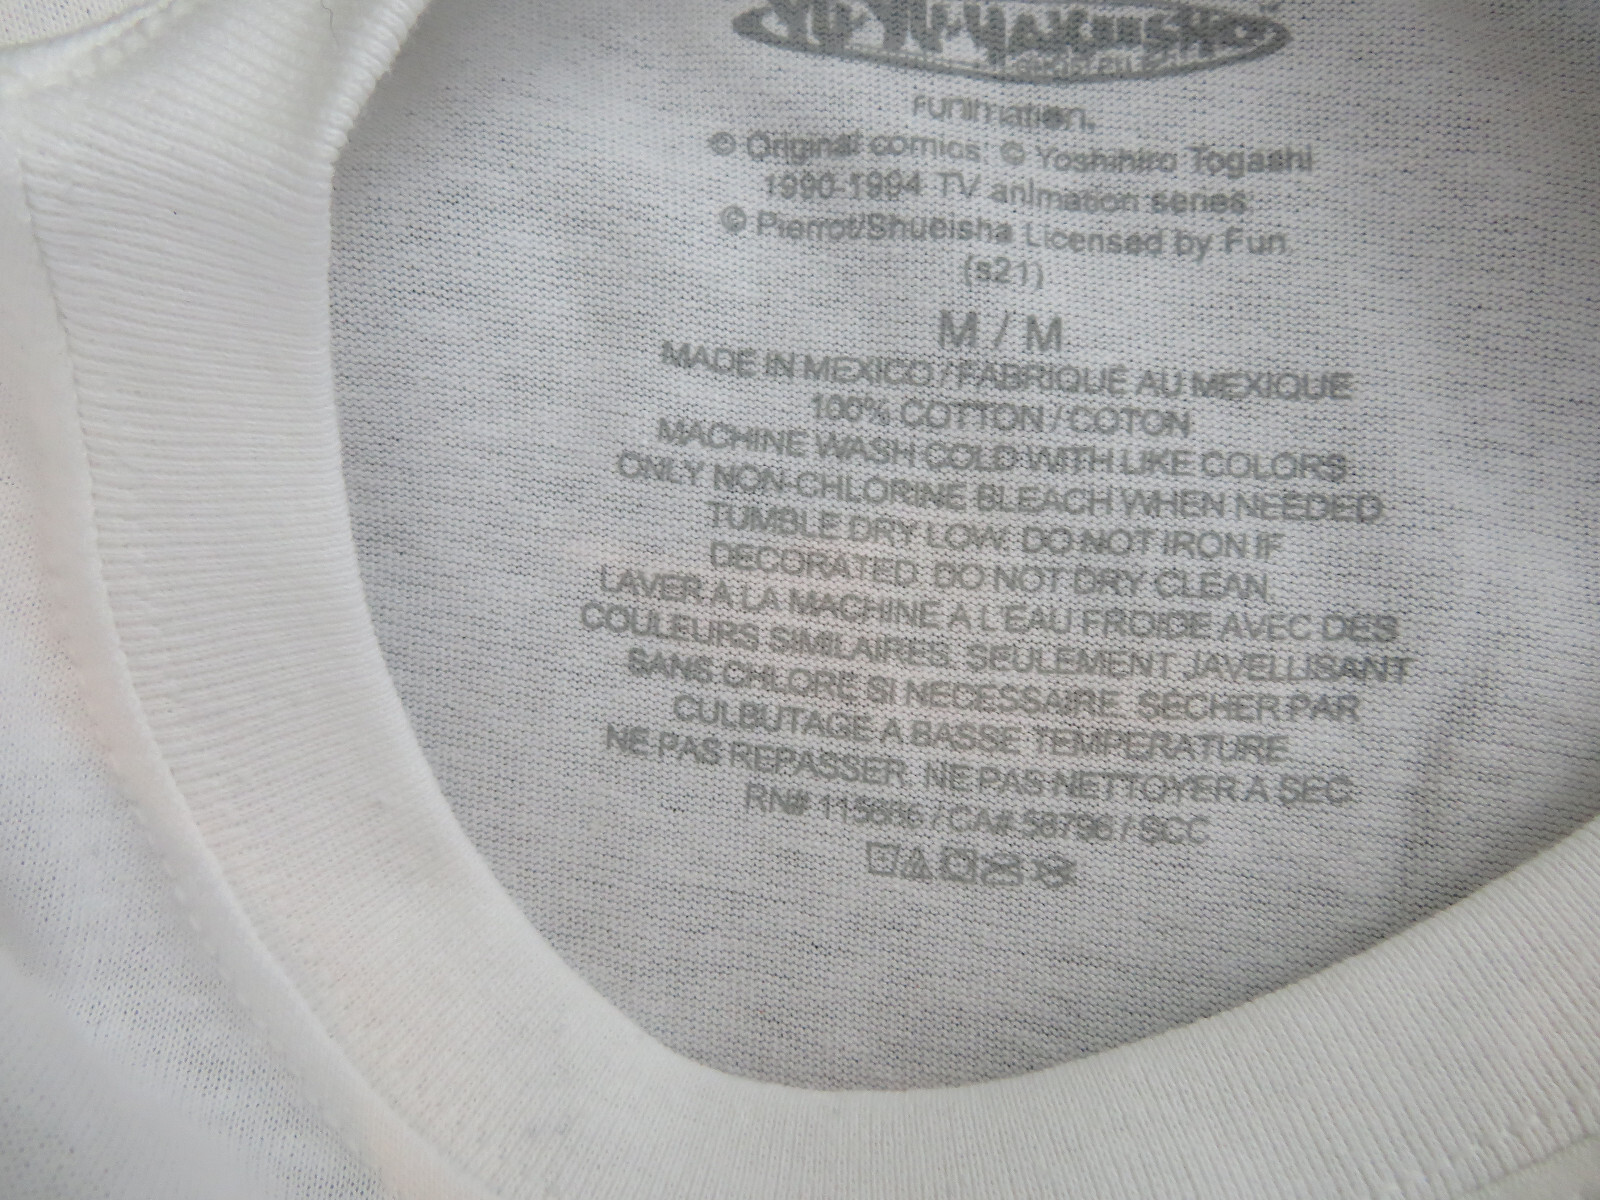 YU YU HAKUSHO
Funimation.
© Original comics: © Yoshihiro Togashi
1990-1994 TV animation series:
© Pierrot/Shueisha Licensed by Fun.
(s21)
M / M
MADE IN MEXICO / FABRIQUÉ AU MEXIQUE
100% COTTON / COTON
MACHINE WASH COLD WITH LIKE COLORS.
ONLY NON-CHLORINE BLEACH WHEN NEEDED
TUMBLE DRY LOW. DO NOT IRON IF
DECORATED. DO NOT DRY CLEAN.
LAVER A LA MACHINE A L'EAU FROIDE AVEC DES
COULEURS SIMILAIRES. SEULEMENT JAVELLISANT
SANS CHLORE SI NECESSAIRE. SECHER PAR
CULBUTAGE A BASSE TEMPERATURE
NE PAS REPASSER. NE PAS NETTOYER A SEC.
RN# 115686 / CA# 58796 / SCC